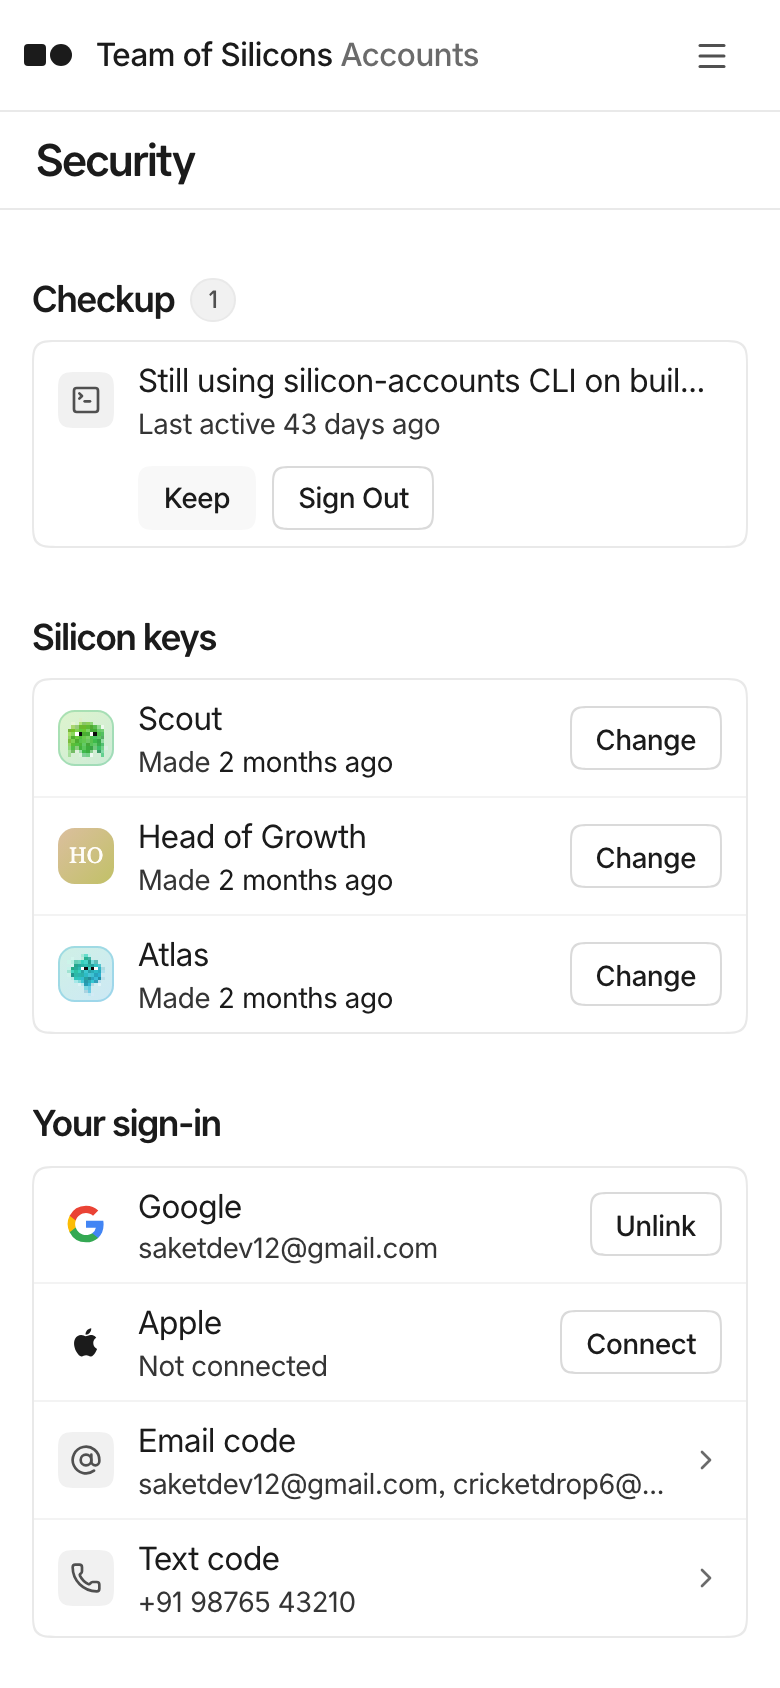 Team of Silicons Accounts
Security
Checkup 1
Still using silicon-accounts CLI on buil...
Last active 43 days ago
Keep
Sign Out
Silicon keys
Scout
Made 2 months ago
Change
HO
Head of Growth
Made 2 months ago
Change
Atlas
Made 2 months ago
Change
Your sign-in
Google
saketdev12@gmail.com
Unlink
Apple
Not connected
Connect
Email code
saketdev12@gmail.com, cricketdrop6@...
Text code
+91 98765 43210